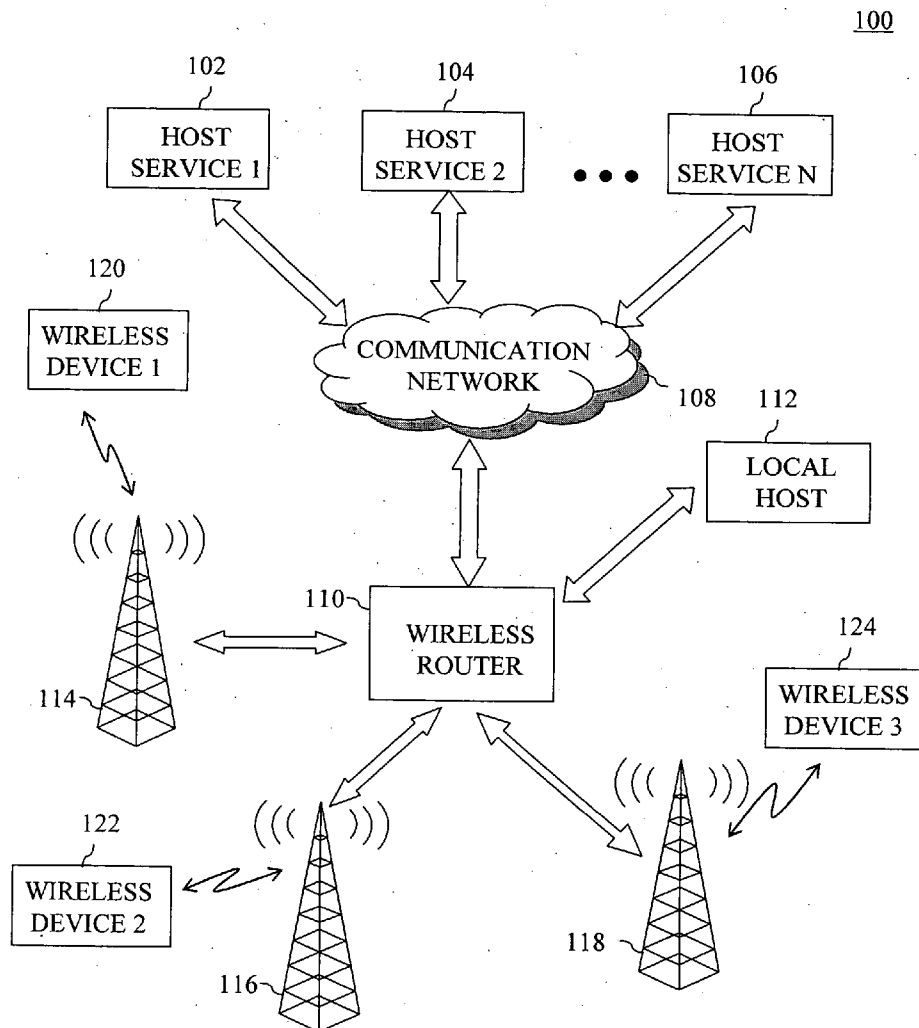 100
102
104
106
HOST
SERVICE 1
HOST
SERVICE 2
HOST
SERVICE N
120
WIRELESS
DEVICE 1
COMMUNICATION
NETWORK
108
112
LOCAL
HOST
110
WIRELESS
ROUTER
114
124
WIRELESS
DEVICE 3
122
WIRELESS
DEVICE 2
116
118